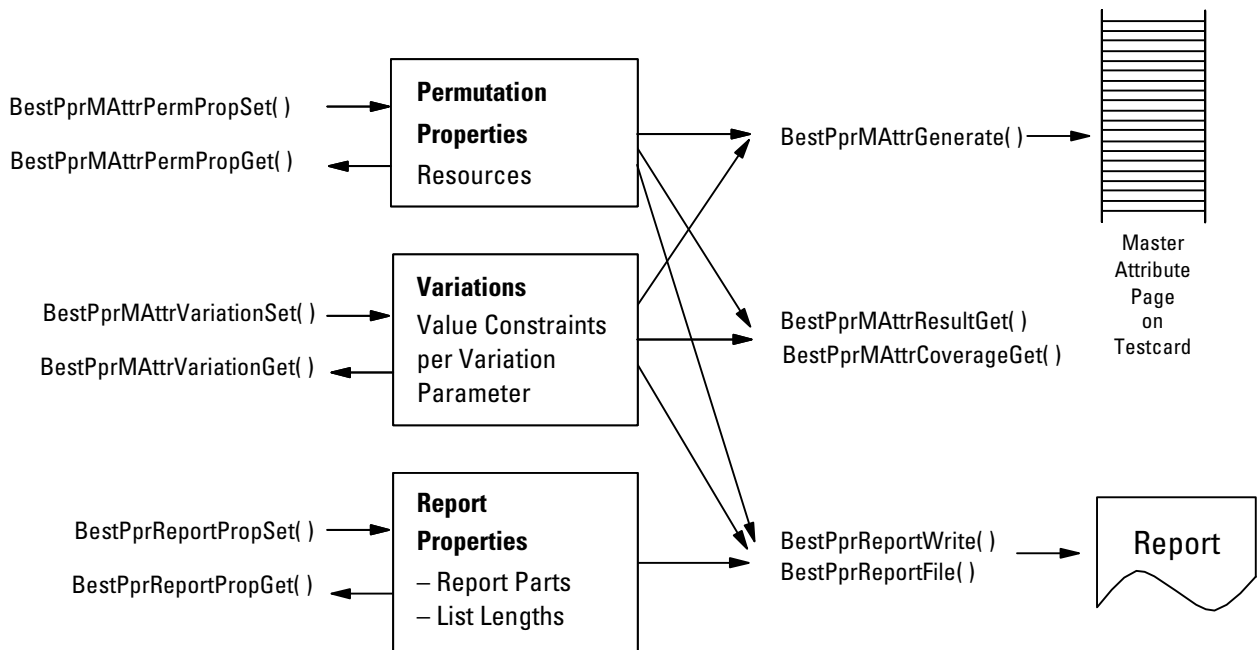 BestPprMAttrPermPropSet( )
BestPprMAttrPermPropGet( )
Permutation
Properties
Resources
BestPprMAttrGenerate( )
Master
Attribute
Page
on
Testcard
BestPprMAttrVariationSet( )
BestPprMAttrVariationGet( )
Variations
Value Constraints
per Variation
Parameter
BestPprMAttrResultGet( )
BestPprMAttrCoverageGet( )
BestPprReportPropSet( )
BestPprReportPropGet( )
Report
Properties
– Report Parts
– List Lengths
BestPprReportWrite( )
BestPprReportFile( )
Report